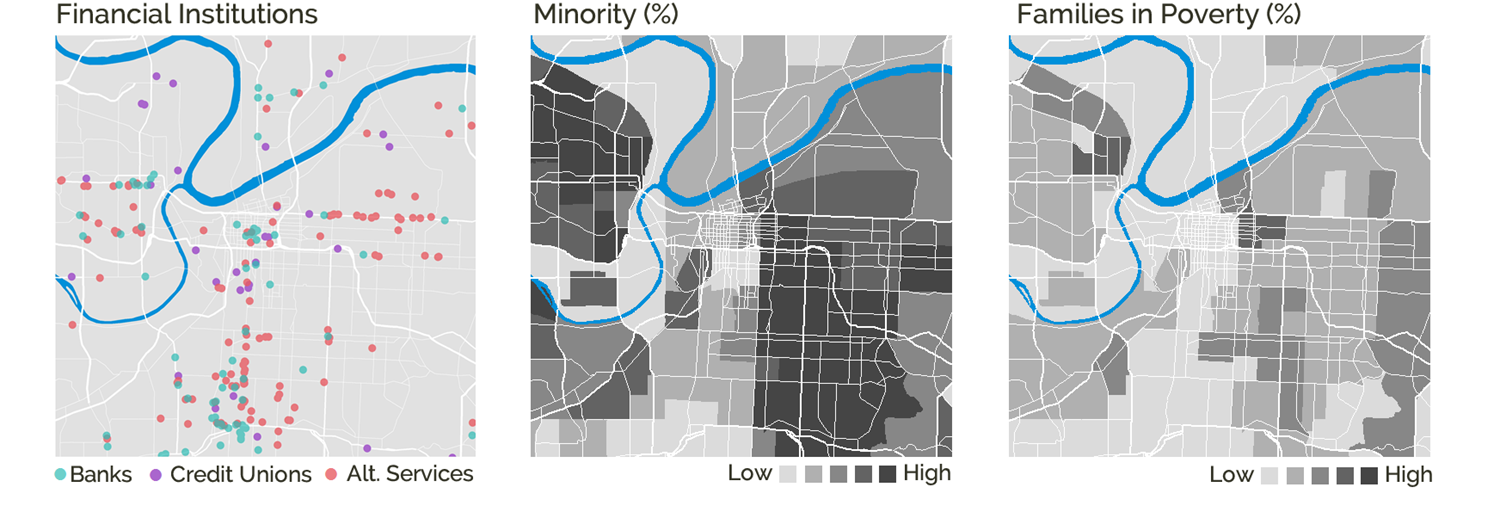 Financial Institutions
Minority (%)
Families in Poverty (%)
Banks Credit Unions Alt. Services
Low High
Low High